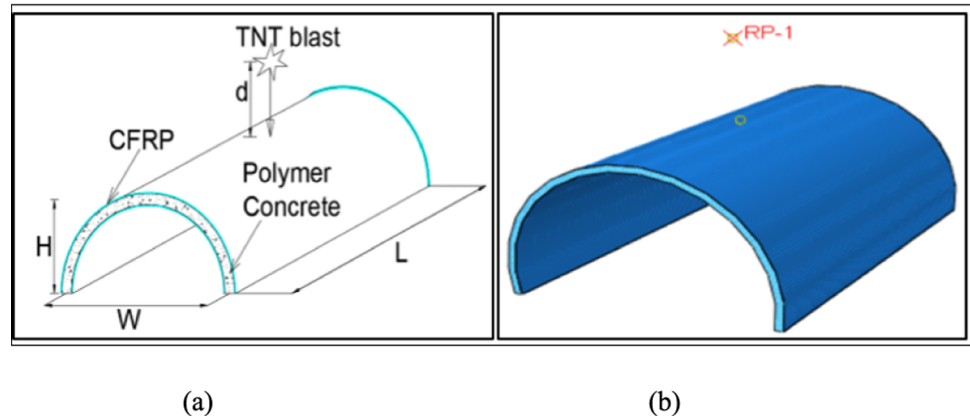 TNT blast
d
CFRP
Polymer
Concrete
H
L
W
RP-1
(a)
(b)